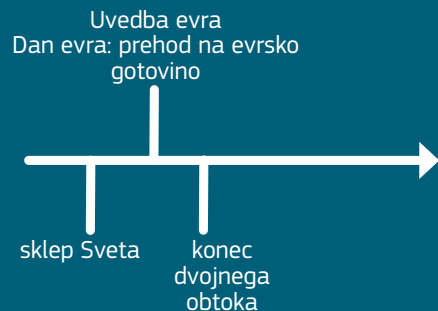 Uvedba evra
Dan evra: prehod na evrsko
gotovino
sklep Sveta
konec
dvojnega
obtoka